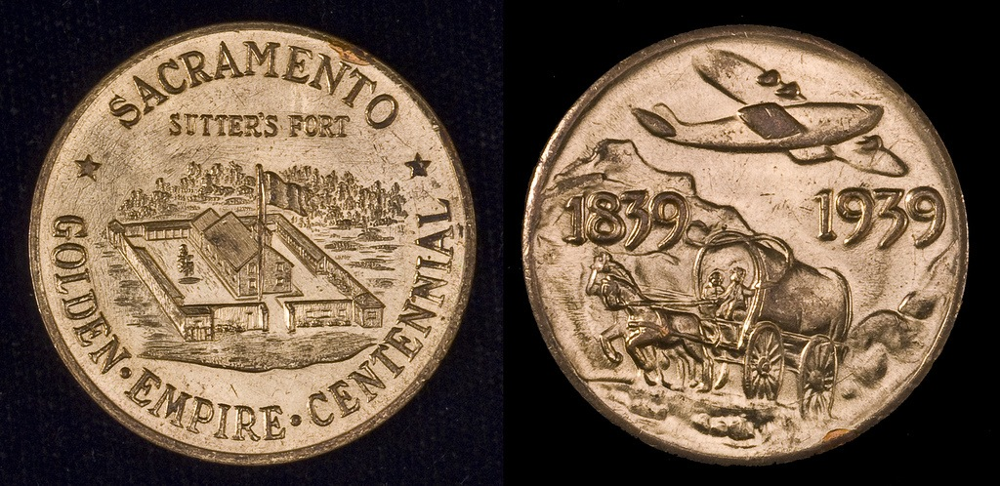 SACRAMENTO
SUTTER'S FORT
GOLDEN · EMPIRE · CENTENNIAL
1839 1939